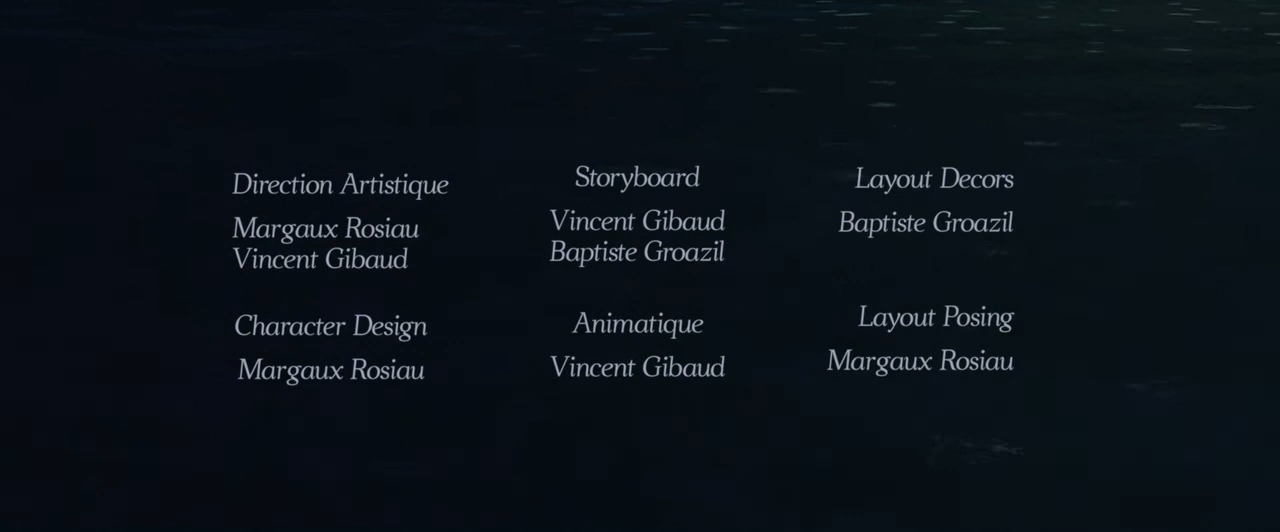 Direction Artistique
Margaux Rosiau
Vincent Gibaud
Character Design
Margaux Rosiau
Storyboard
Vincent Gibaud
Baptiste Groazil
Animatique
Vincent Gibaud
Layout Decors
Baptiste Groazil
Layout Posing
Margaux Rosiau